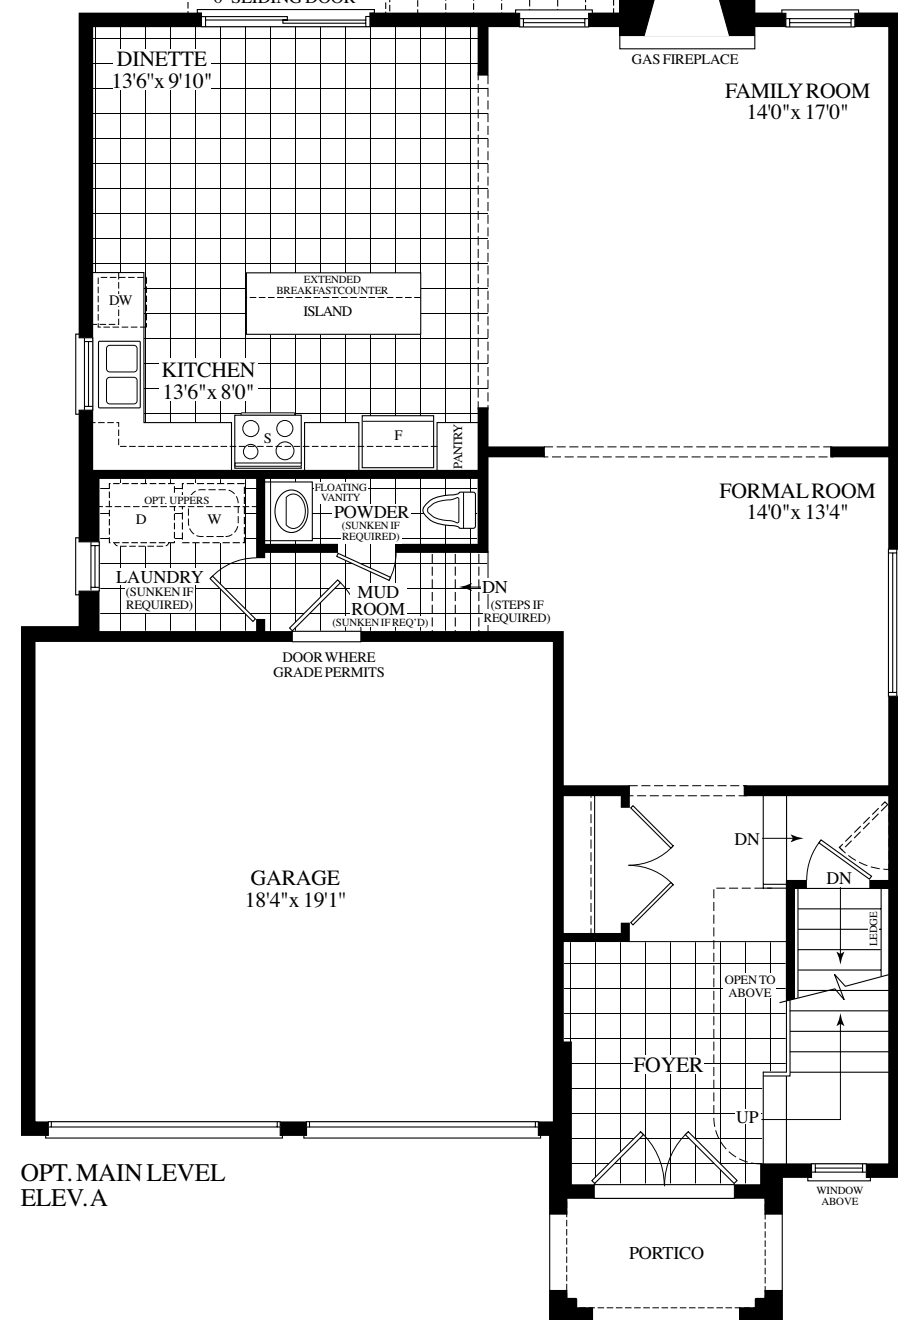 6' SLIDING DOOR
DINETTE
13'6"x 9'10"
GAS FIREPLACE
FAMILY ROOM
14'0"x 17'0"
DW
EXTENDED
BREAKFASTCOUNTER
ISLAND
KITCHEN
13'6"x 8'0"
S
F
PANTRY
OPT. UPPERS
D
W
FLOATING
VANITY
POWDER
(SUNKEN IF
REQUIRED)
FORMAL ROOM
14'0"x 13'4"
LAUNDRY
(SUNKEN IF
REQUIRED)
MUD
ROOM
(SUNKEN IF REQ'D)
DN
(STEPS IF
REQUIRED)
DOOR WHERE
GRADE PERMITS
GARAGE
18'4"x 19'1"
DN
DN
LEDGE
OPEN TO
ABOVE
FOYER
UP
OPT. MAIN LEVEL
ELEV. A
WINDOW
ABOVE
PORTICO